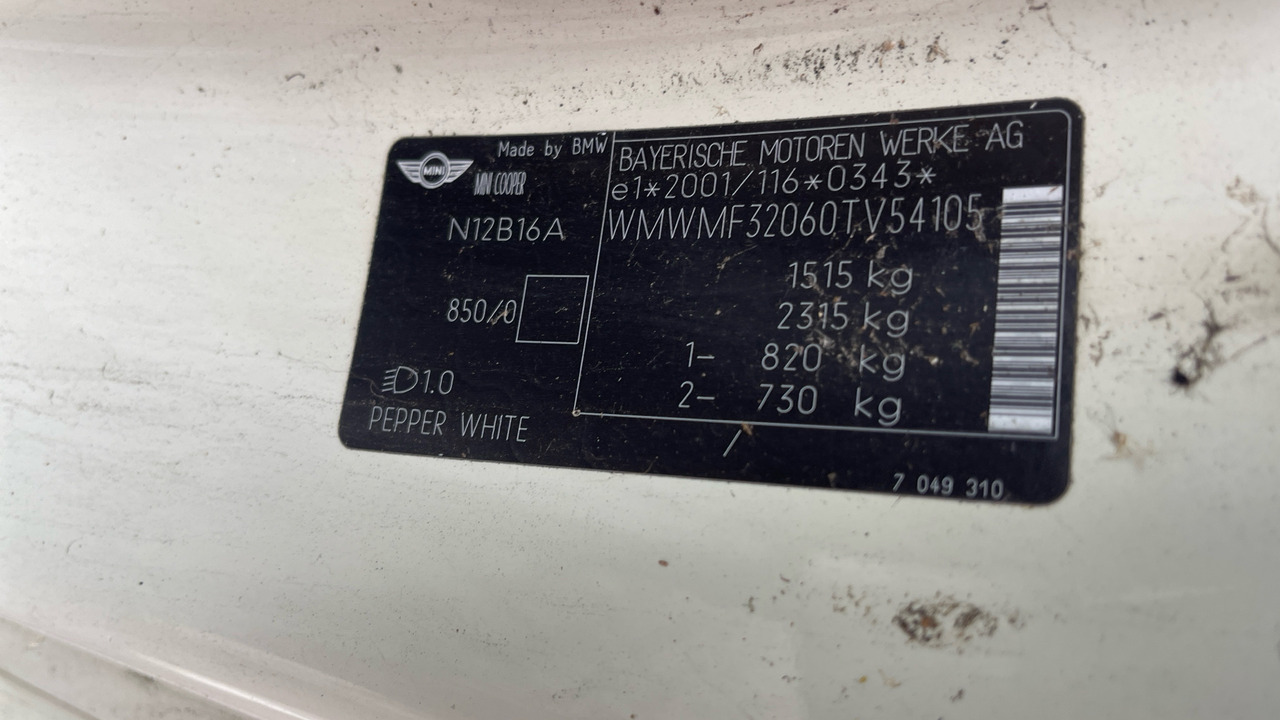 Made by BMW
MINI
MINI COOPER
N12B16A
850/0
1.0
PEPPER WHITE
BAYERISCHE MOTOREN WERKE AG
e1*2001/116*0343*
WMWMF32060TV54105
1515 kg
2315 kg
1- 820 kg
2- 730 kg
/
7 049 310